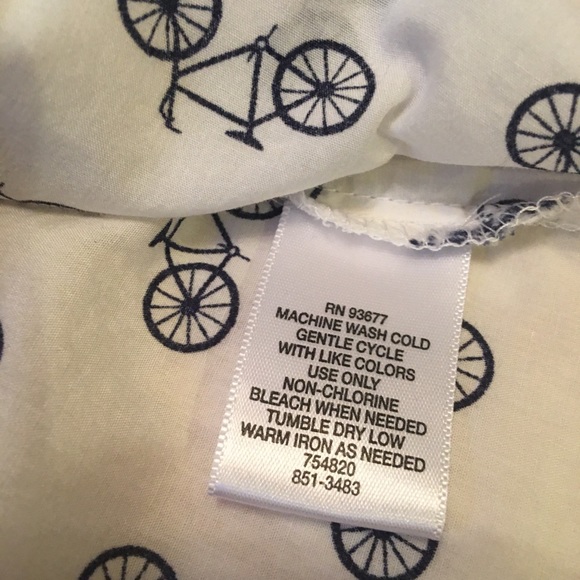 RN 93677
MACHINE WASH COLD
GENTLE CYCLE
WITH LIKE COLORS
USE ONLY
NON-CHLORINE
BLEACH WHEN NEEDED
TUMBLE DRY LOW
WARM IRON AS NEEDED
754820
851-3483